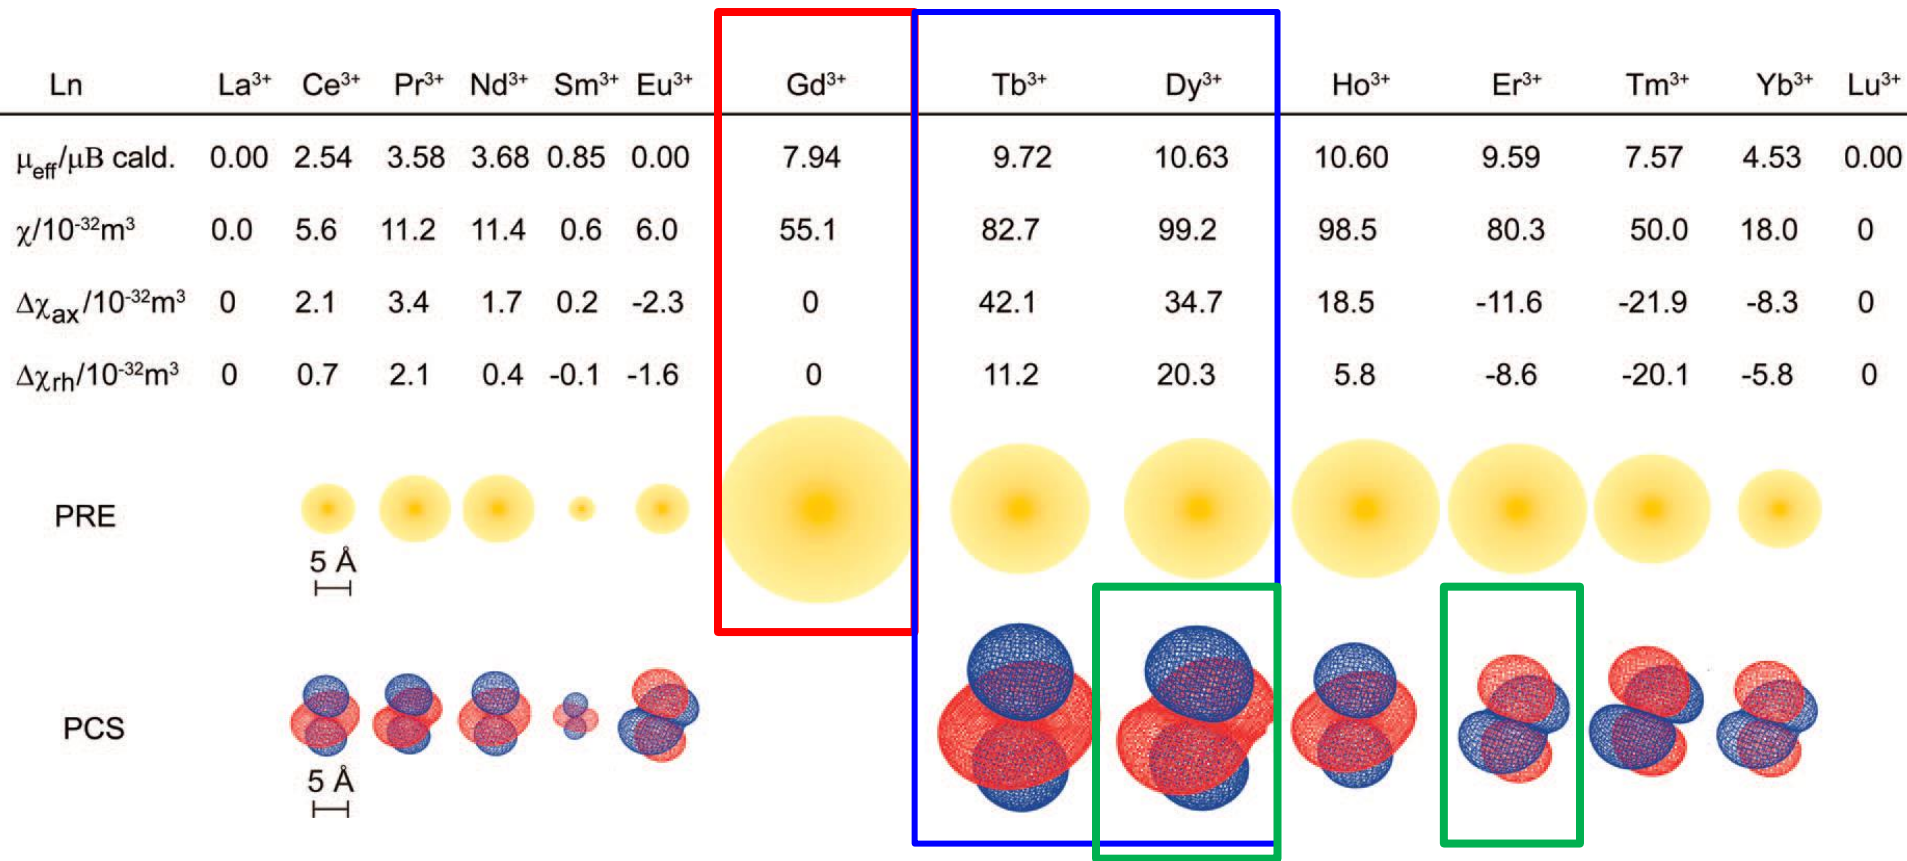 Ln La³⁺ Ce³⁺ Pr³⁺ Nd³⁺ Sm³⁺ Eu³⁺ Gd³⁺ Tb³⁺ Dy³⁺ Ho³⁺ Er³⁺ Tm³⁺ Yb³⁺ Lu³⁺
μeff/μB cald. 0.00 2.54 3.58 3.68 0.85 0.00 7.94 9.72 10.63 10.60 9.59 7.57 4.53 0.00
χ/10⁻³²m³ 0.0 5.6 11.2 11.4 0.6 6.0 55.1 82.7 99.2 98.5 80.3 50.0 18.0 0
Δχax/10⁻³²m³ 0 2.1 3.4 1.7 0.2 -2.3 0 42.1 34.7 18.5 -11.6 -21.9 -8.3 0
Δχrh/10⁻³²m³ 0 0.7 2.1 0.4 -0.1 -1.6 0 11.2 20.3 5.8 -8.6 -20.1 -5.8 0
PRE
5 Å
PCS
5 Å